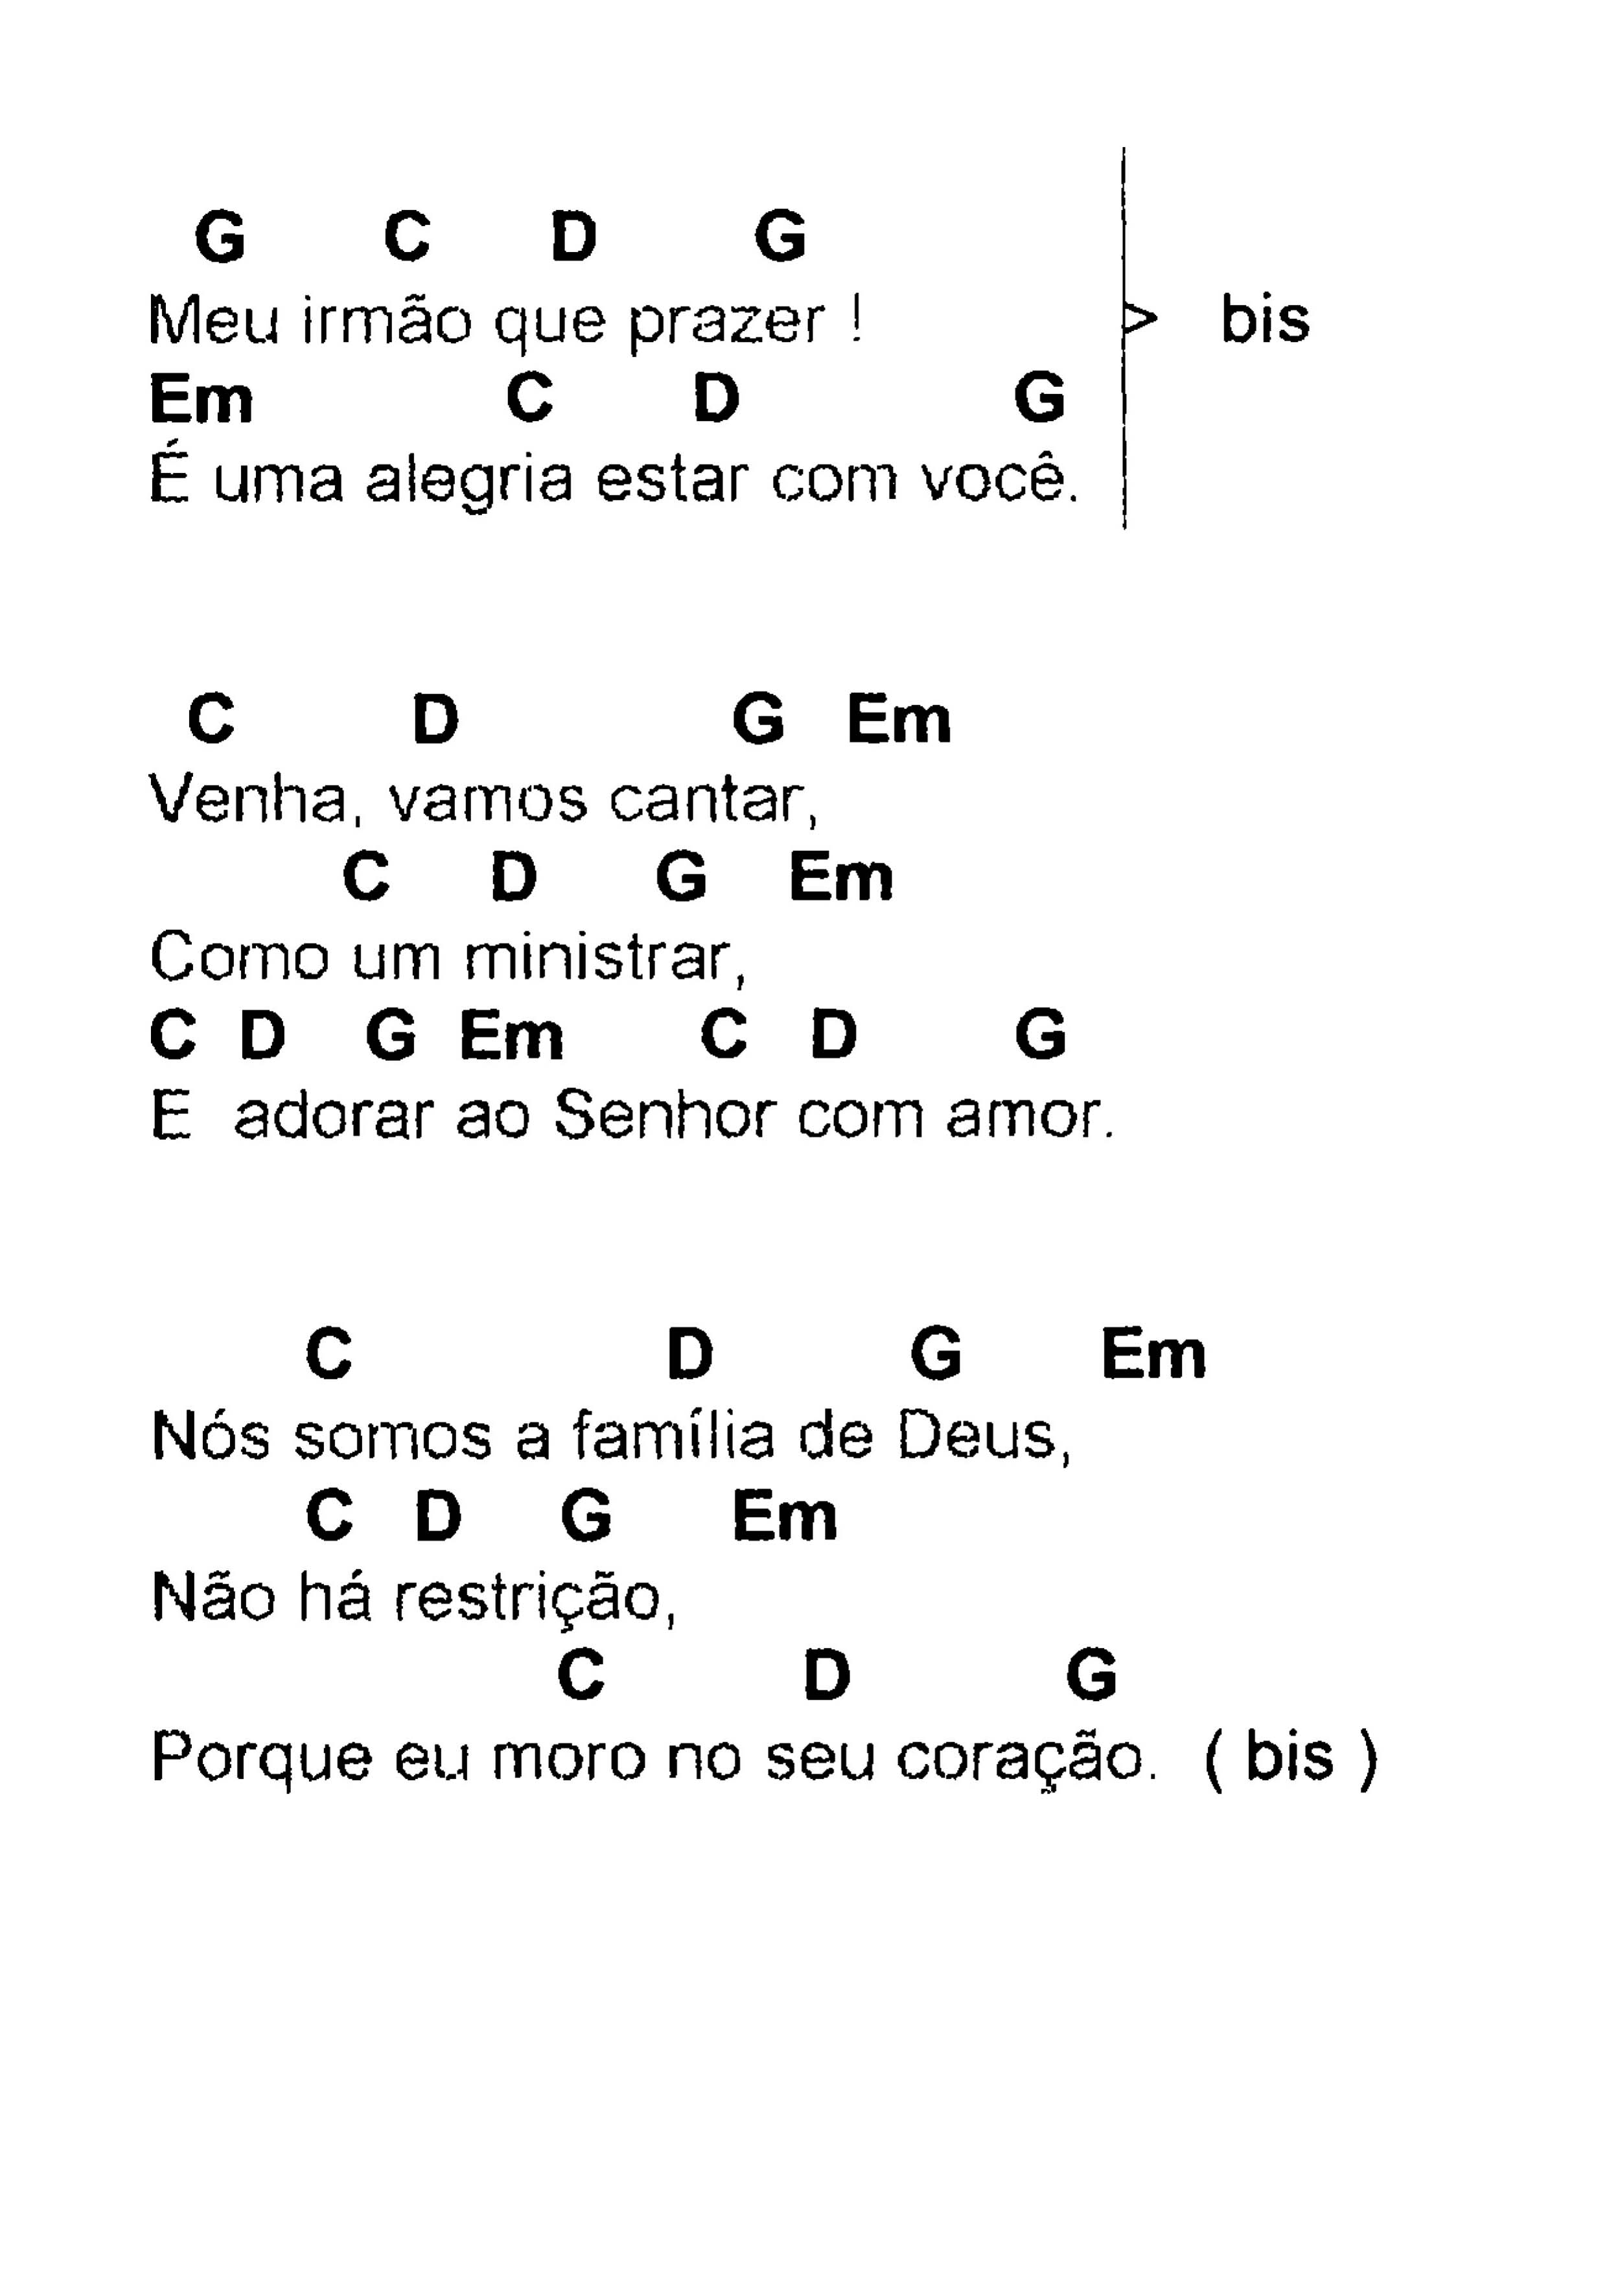 G C D G
Meu irmão que prazer ! > bis
Em C D G
É uma alegria estar com você.
C D G Em
Venha, vamos cantar,
C D G Em
Como um ministrar,
C D G Em C D G
E adorar ao Senhor com amor.
C D G Em
Nós somos a família de Deus,
C D G Em
Não há restrição,
C D G
Porque eu moro no seu coração. ( bis )